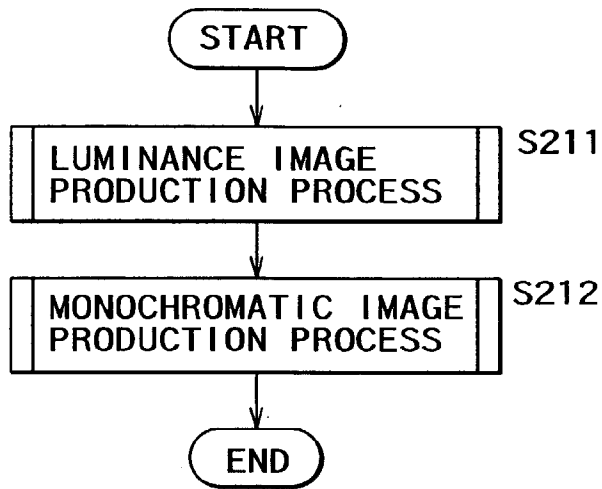 START
LUMINANCE IMAGE
PRODUCTION PROCESS
S211
MONOCHROMATIC IMAGE
PRODUCTION PROCESS
S212
END